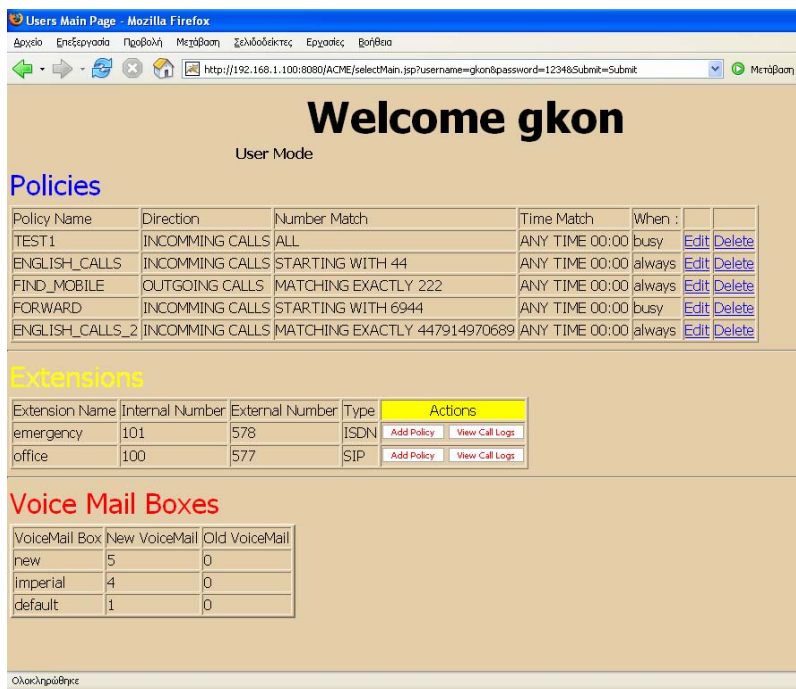 Users Main Page - Mozilla Firefox
Αρχείο Επεξεργασία Προβολή Μετάβαση Σελιδοδείκτες Εργασίες Βοήθεια
http://192.168.1.100:8080/ACME/selectMain.jsp?username=gkon&password=1234&Submit=Submit Μετάβαση
Welcome gkon
User Mode
Policies
Policy Name Direction Number Match Time Match When :
TEST1 INCOMMING CALLS ALL ANY TIME 00:00 busy Edit Delete
ENGLISH_CALLS INCOMMING CALLS STARTING WITH 44 ANY TIME 00:00 always Edit Delete
FIND_MOBILE OUTGOING CALLS MATCHING EXACTLY 222 ANY TIME 00:00 always Edit Delete
FORWARD INCOMMING CALLS STARTING WITH 6944 ANY TIME 00:00 busy Edit Delete
ENGLISH_CALLS_2 INCOMMING CALLS MATCHING EXACTLY 447914970689 ANY TIME 00:00 always Edit Delete
Extensions
Extension Name Internal Number External Number Type Actions
emergency 101 578 ISDN Add Policy View Call Logs
office 100 577 SIP Add Policy View Call Logs
Voice Mail Boxes
VoiceMail Box New VoiceMail Old VoiceMail
new 5 0
imperial 4 0
default 1 0
Ολοκληρώθηκε